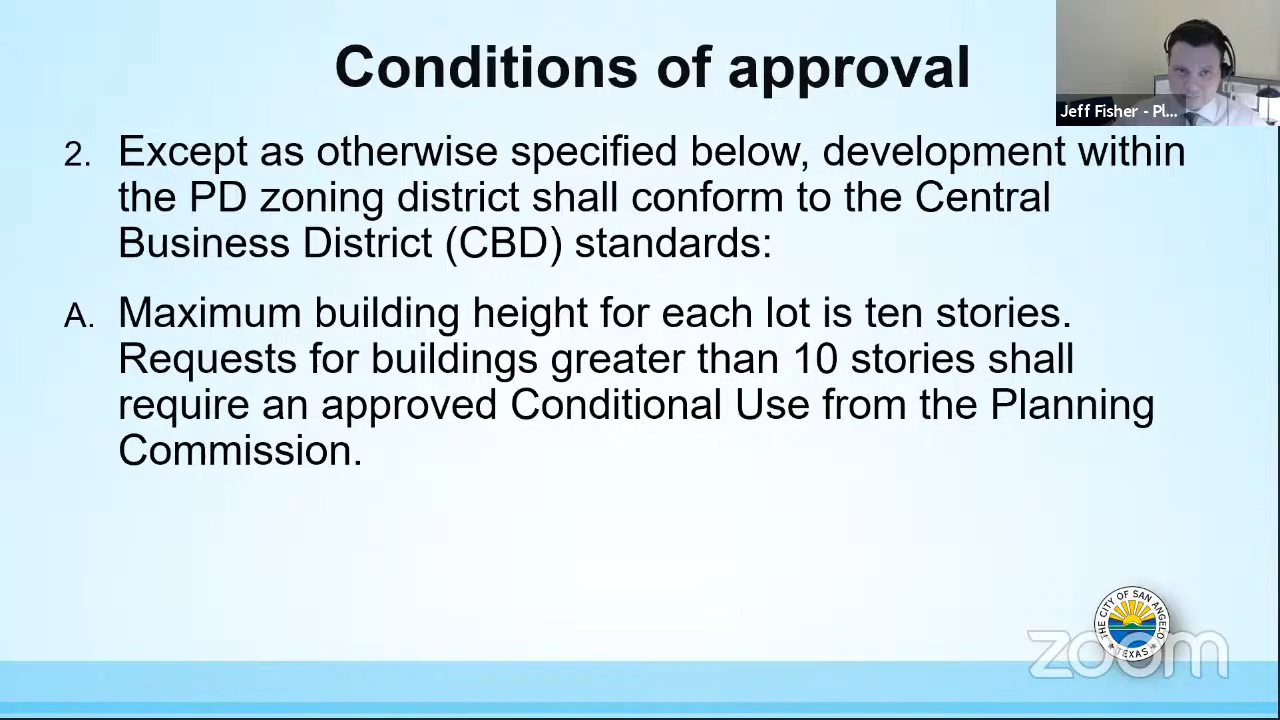 Conditions of approval
Jeff Fisher - Pl...
2. Except as otherwise specified below, development within
the PD zoning district shall conform to the Central
Business District (CBD) standards:
A. Maximum building height for each lot is ten stories.
Requests for buildings greater than 10 stories shall
require an approved Conditional Use from the Planning
Commission.
THE CITY OF SAN ANGELO
TEXAS
zoom